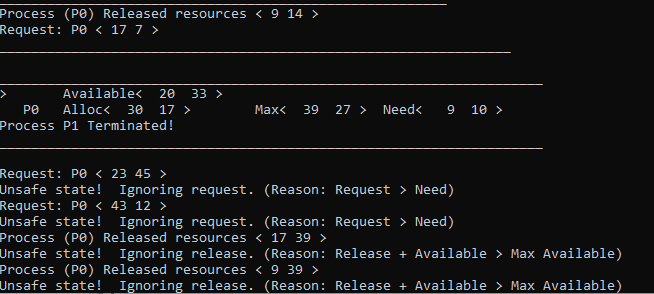 Process (P0) Released resources < 9 14 >
Request: P0 < 17 7 >
> Available< 20 33 >
P0 Alloc< 30 17 > Max< 39 27 > Need< 9 10 >
Process P1 Terminated!
Request: P0 < 23 45 >
Unsafe state! Ignoring request. (Reason: Request > Need)
Request: P0 < 43 12 >
Unsafe state! Ignoring request. (Reason: Request > Need)
Process (P0) Released resources < 17 39 >
Unsafe state! Ignoring release. (Reason: Release + Available > Max Available)
Process (P0) Released resources < 9 39 >
Unsafe state! Ignoring release. (Reason: Release + Available > Max Available)